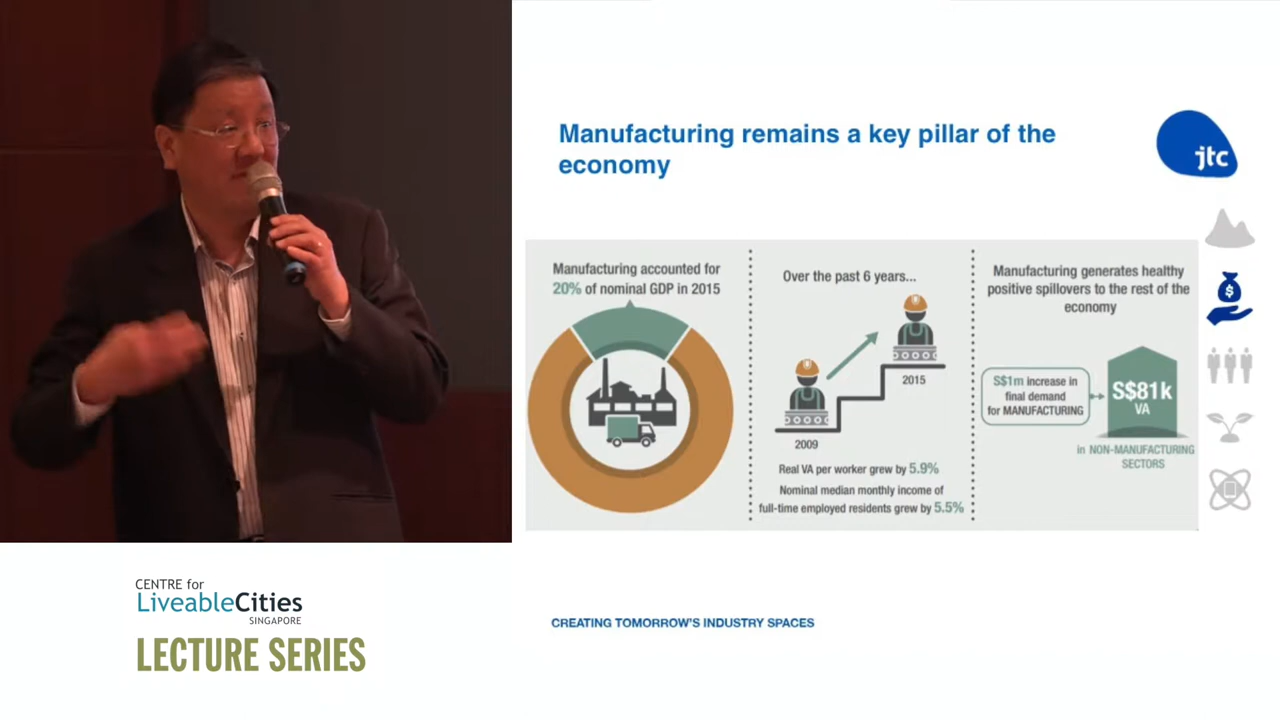 Manufacturing remains a key pillar of the
economy
jtc
Manufacturing accounted for
20% of nominal GDP in 2015
Over the past 6 years...
2015
2009
Real VA per worker grew by 5.9%
Nominal median monthly income of
full-time employed residents grew by 5.5%
Manufacturing generates healthy
positive spillovers to the rest of the
economy
S$1m increase in
final demand
for MANUFACTURING
S$81k
VA
in NON-MANUFACTURING
SECTORS
$
CREATING TOMORROW'S INDUSTRY SPACES
CENTRE for
LiveableCities
SINGAPORE
LECTURE SERIES